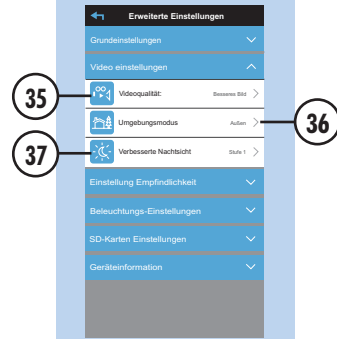 Erweiterte Einstellungen
Grundeinstellungen
Video einstellungen
35
Videoqualität: Besseres Bild
Umgebungsmodus Außen
36
37
Verbesserte Nachtsicht Stufe 1
Einstellung Empfindlichkeit
Beleuchtungs-Einstellungen
SD-Karten Einstellungen
Geräteinformation